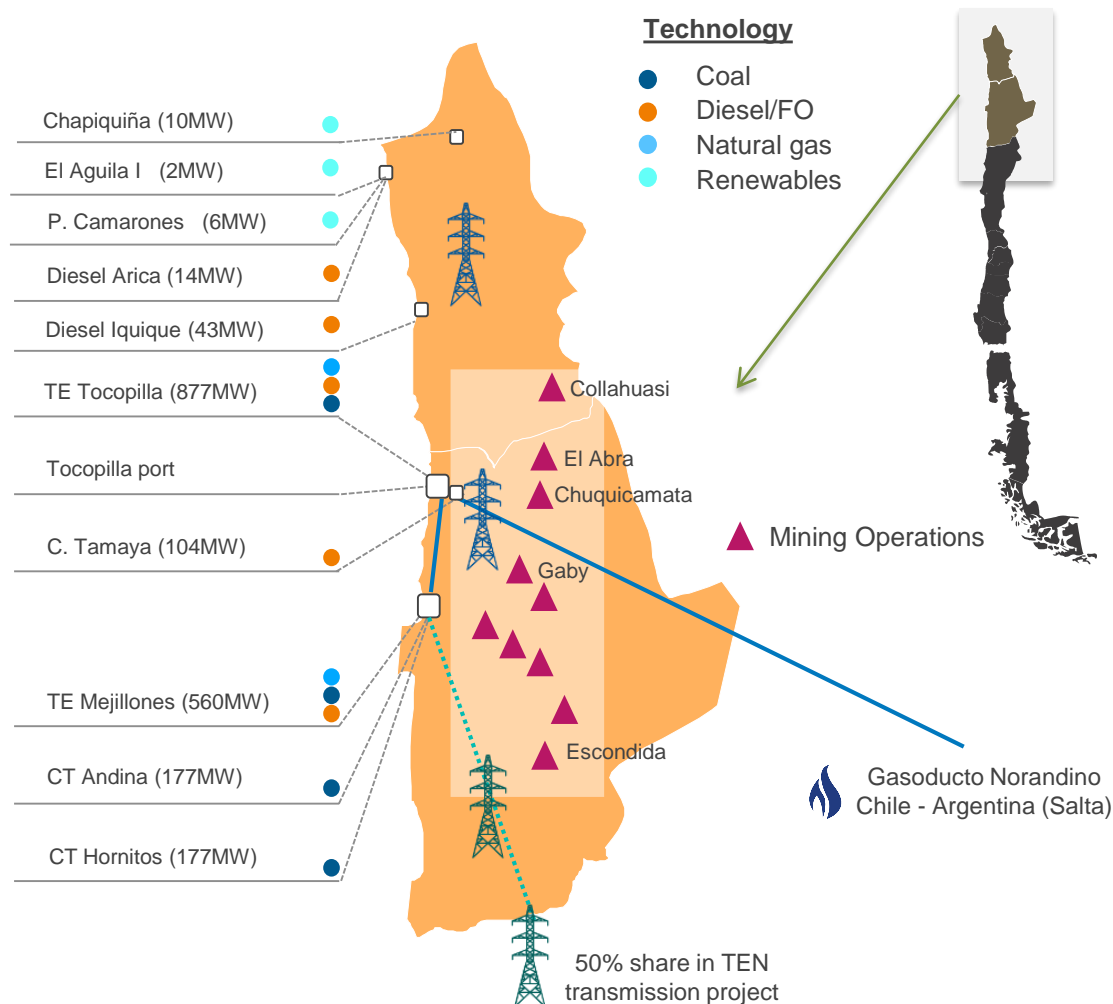 Technology
Coal
Diesel/FO
Natural gas
Renewables
Chapiquiña (10MW)
El Aguila I (2MW)
P. Camarones (6MW)
Diesel Arica (14MW)
Diesel Iquique (43MW)
TE Tocopilla (877MW)
Tocopilla port
C. Tamaya (104MW)
TE Mejillones (560MW)
CT Andina (177MW)
CT Hornitos (177MW)
Collahuasi
El Abra
Chuquicamata
Gaby
Escondida
Mining Operations
Gasoducto Norandino
Chile - Argentina (Salta)
50% share in TEN
transmission project